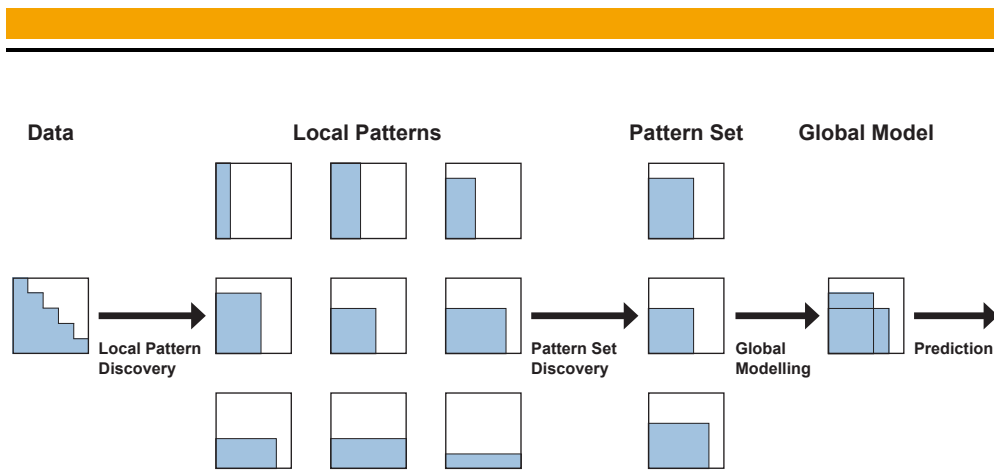 Data
Local Patterns
Pattern Set
Global Model
Local Pattern
Discovery
Pattern Set
Discovery
Global
Modelling
Prediction